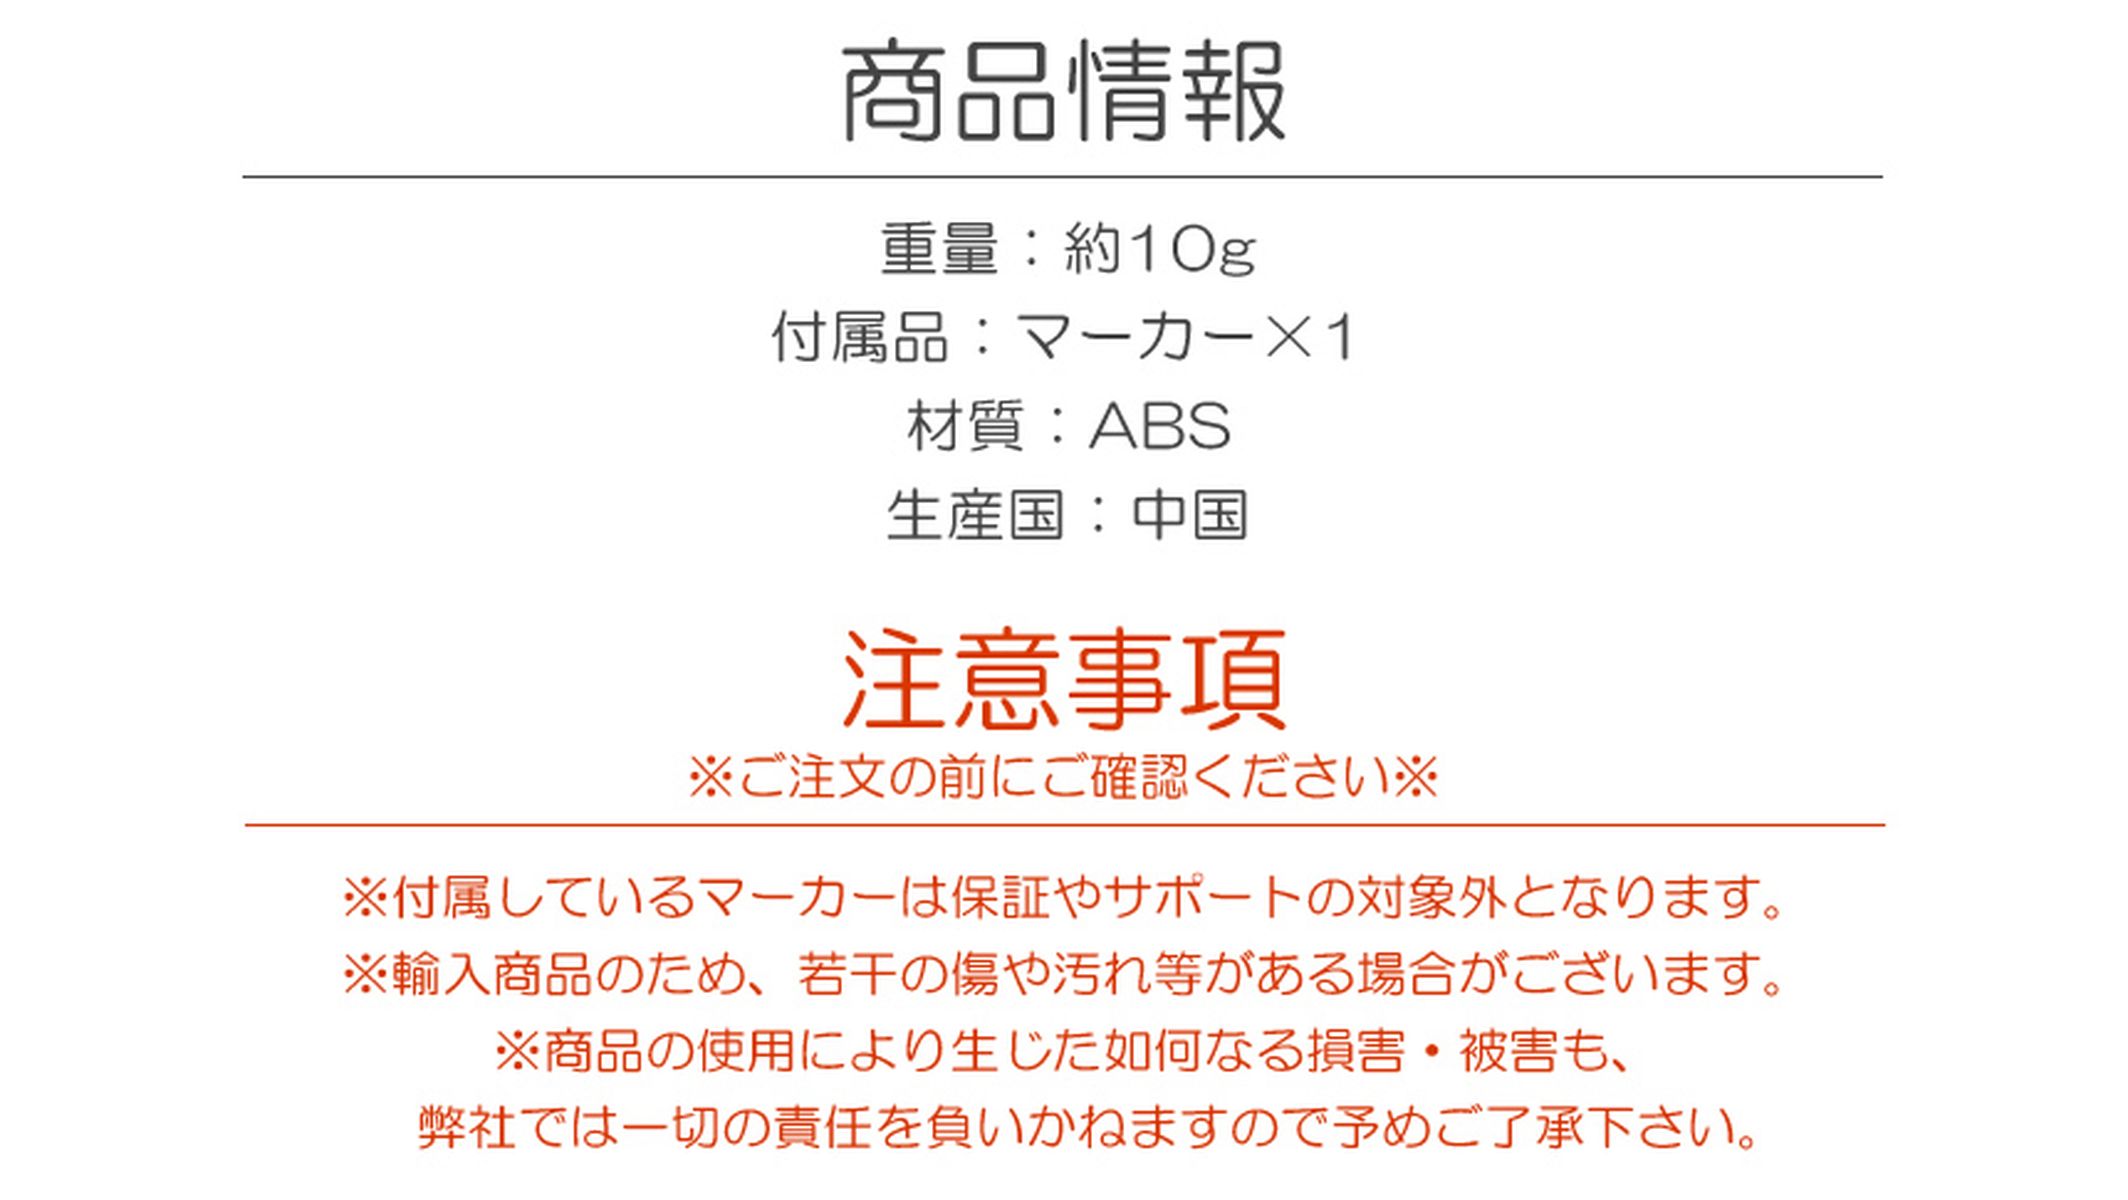 商品情報
重量：約10g
付属品：マーカー×1
材質：ABS
生産国：中国
注意事項
※ご注文の前にご確認ください※
※付属しているマーカーは保証やサポートの対象外となります。
※輸入商品のため、若干の傷や汚れ等がある場合がございます。
※商品の使用により生じた如何なる損害・被害も、
弊社では一切の責任を負いかねますので予めご了承下さい。